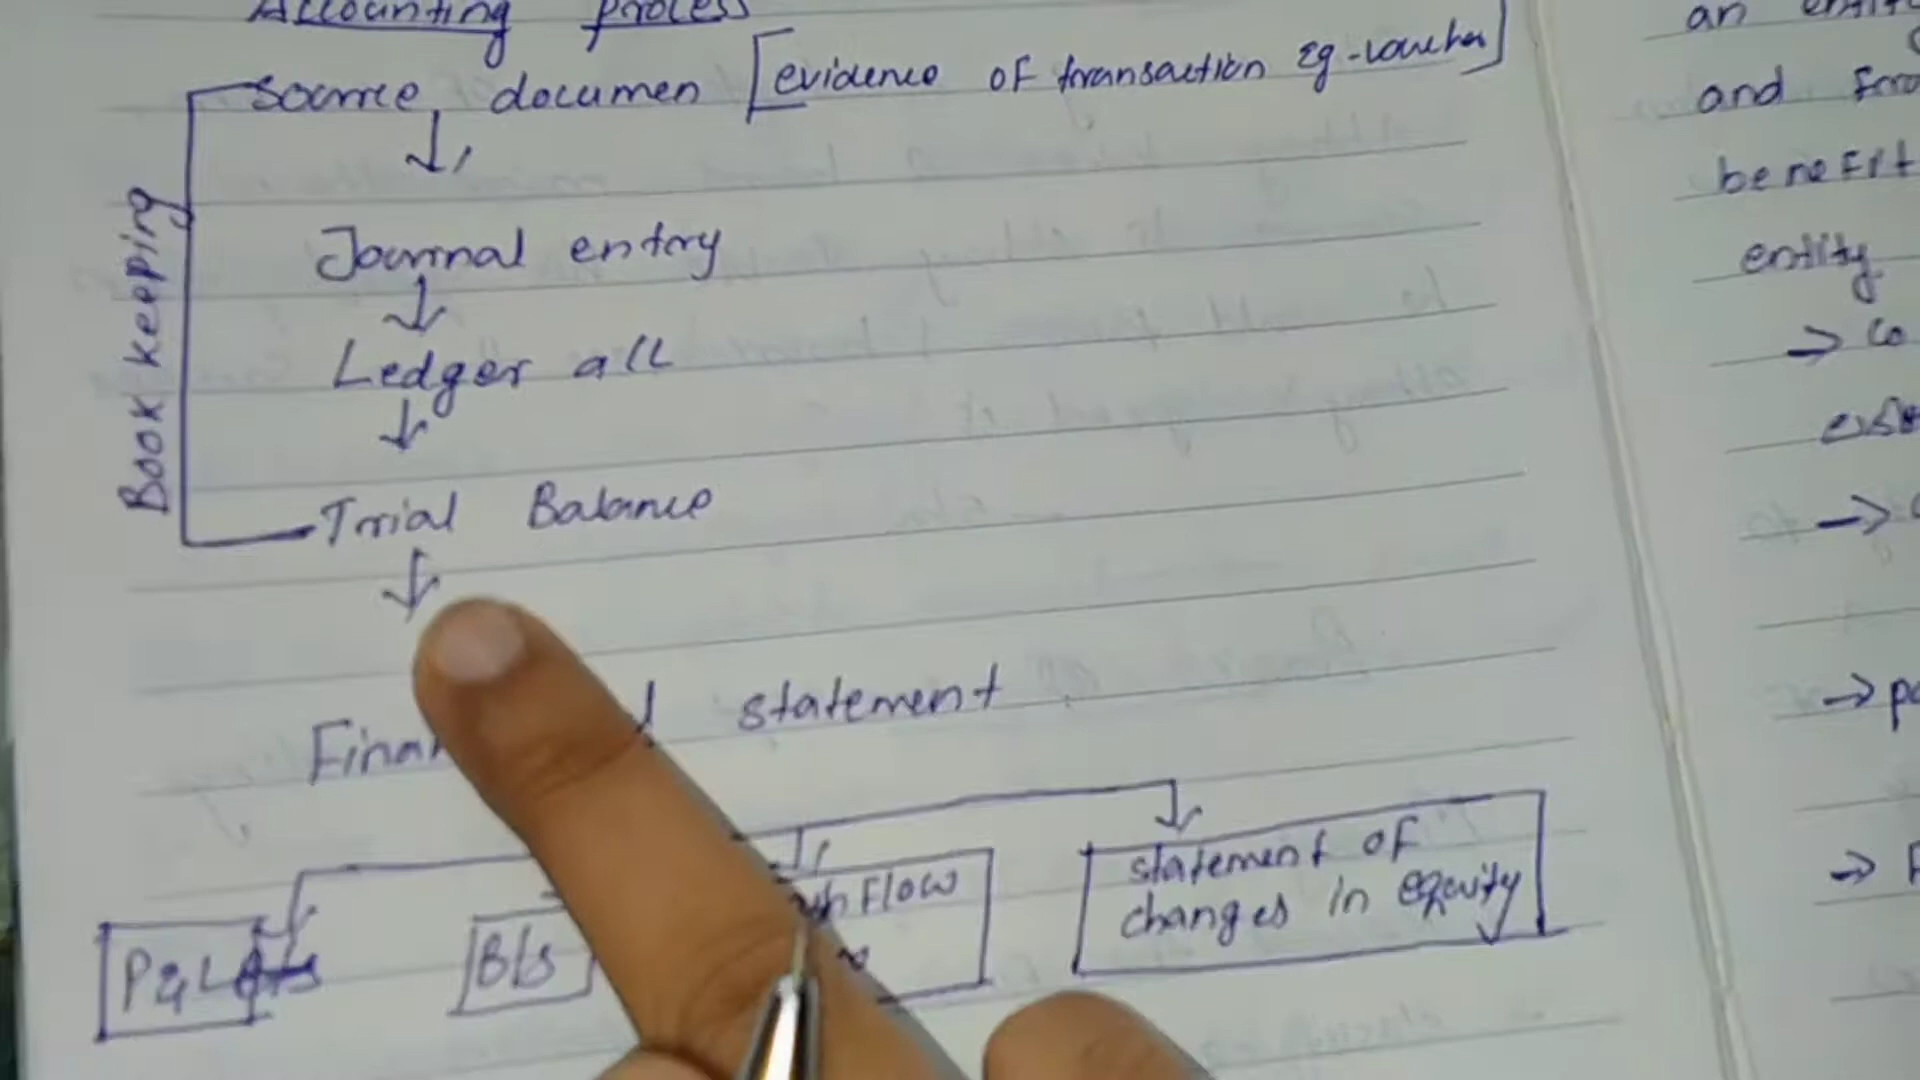 Accounting process
Source documen [evidence of transaction Eg-voucher]
Book keeping
Journal entry
Ledger a/c
Trial Balance
statement
P&L A/s
B/s
Flow
statement of
changes in equity
an
and
benefit
entity
→ co